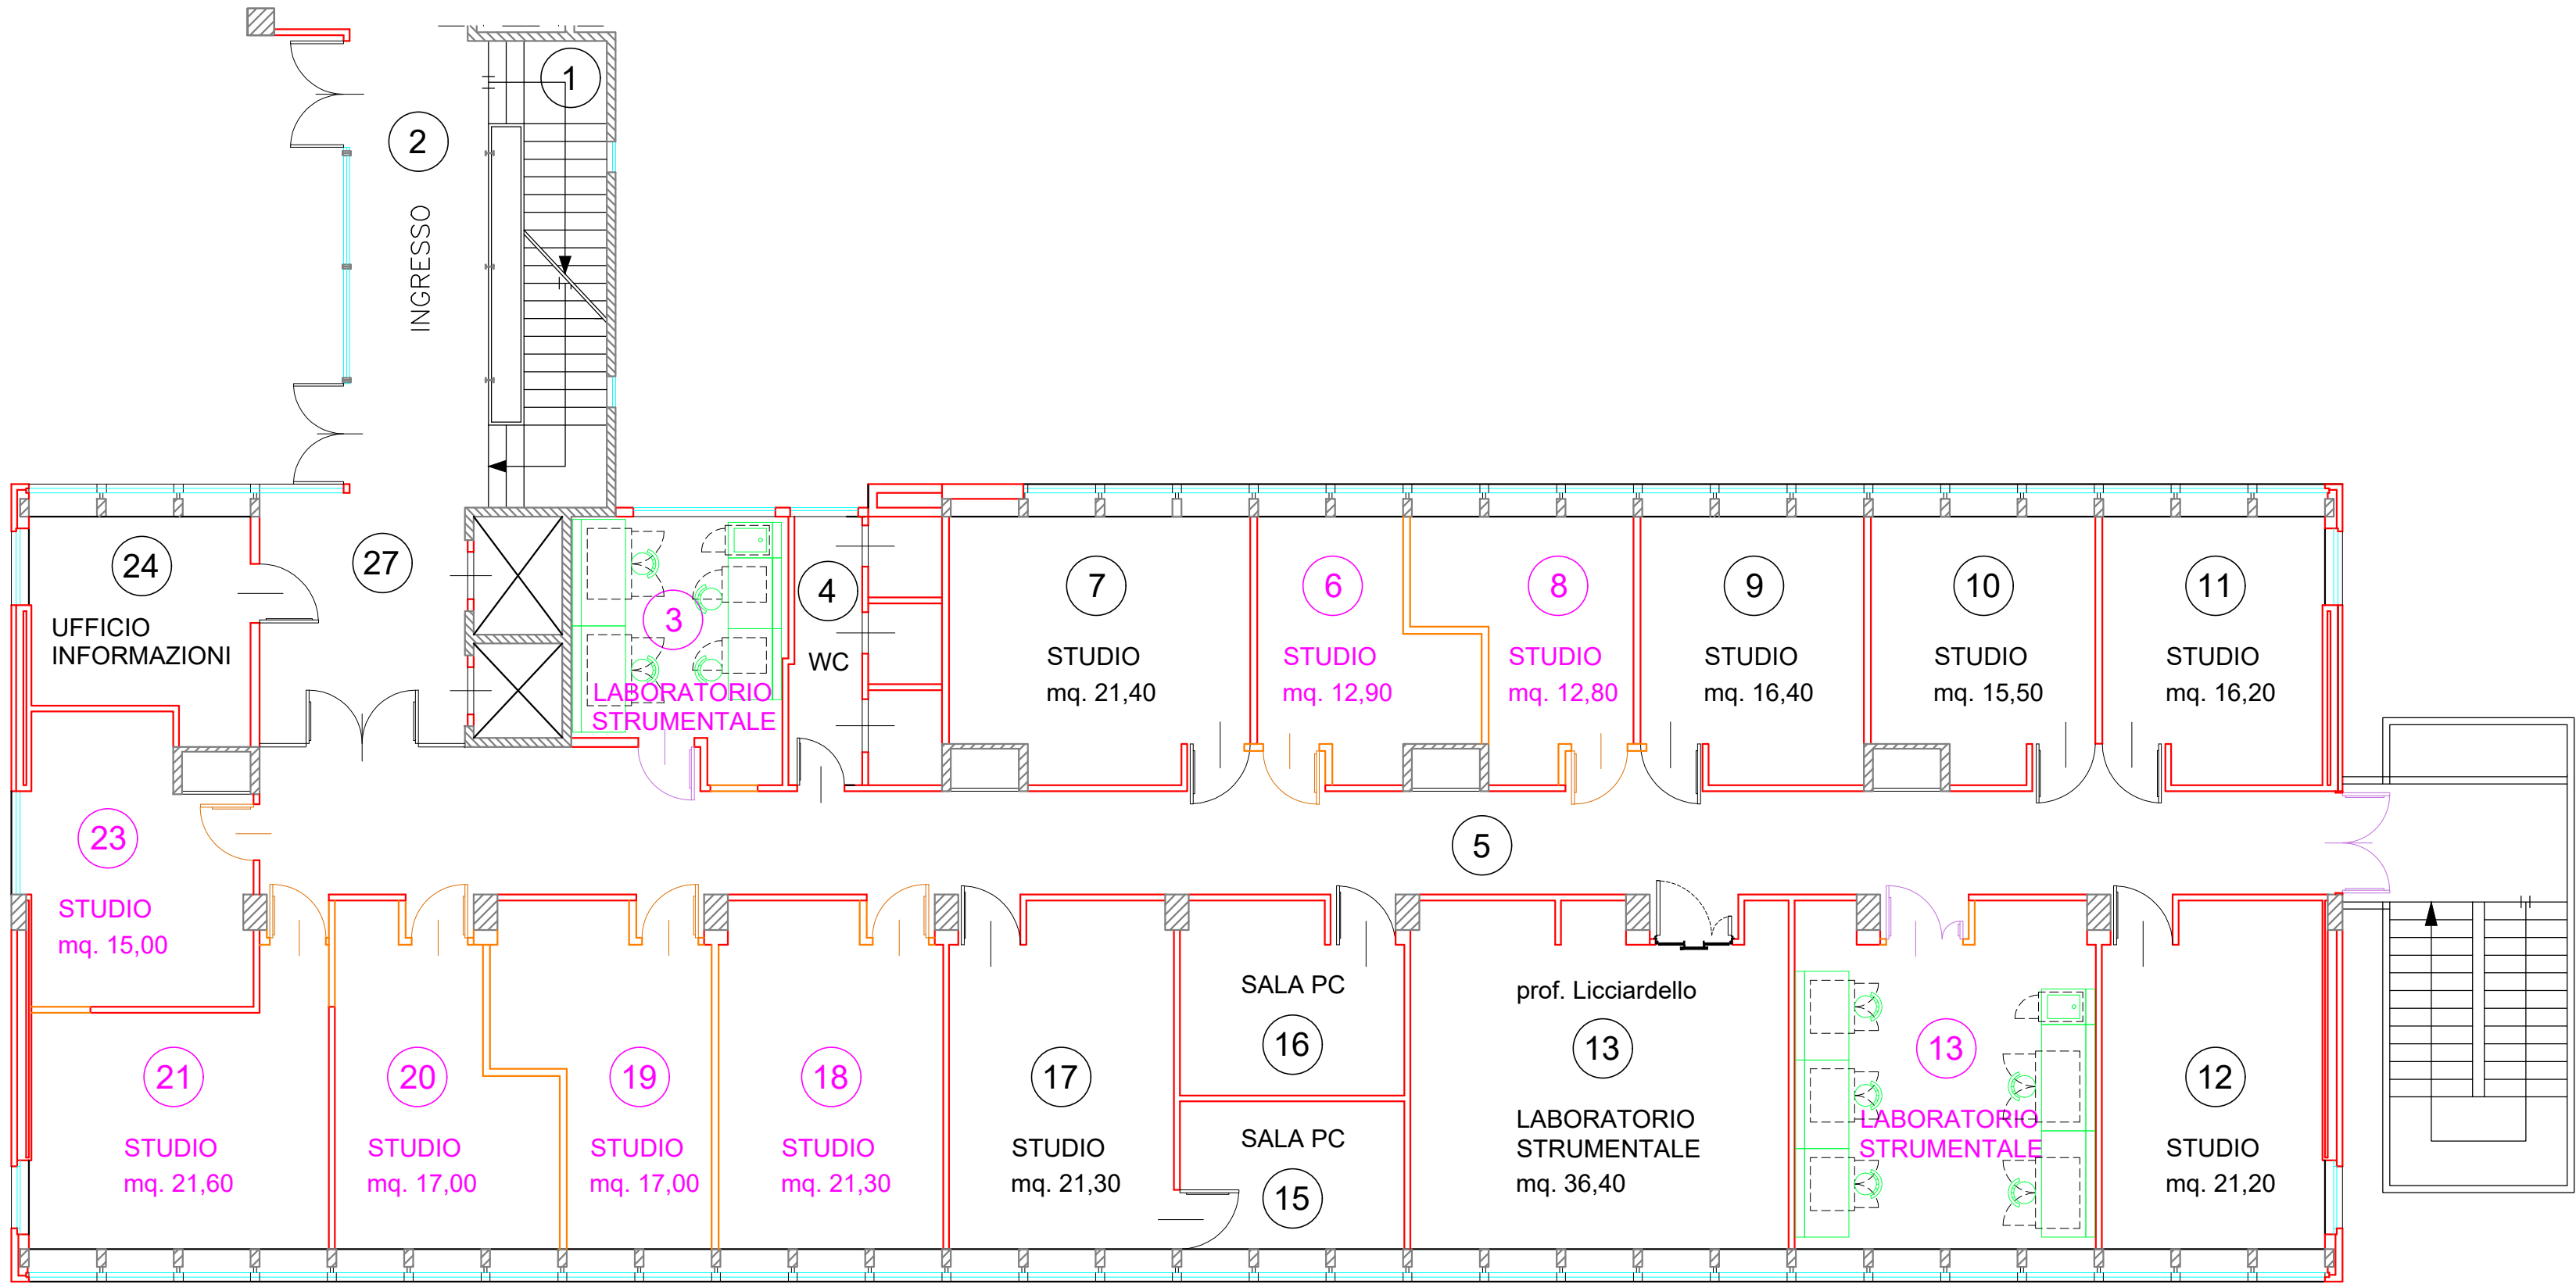 1
2
INGRESSO
24
UFFICIO
INFORMAZIONI
27
3
LABORATORIO
STRUMENTALE
4
WC
7
STUDIO
mq. 21,40
6
STUDIO
mq. 12,90
8
STUDIO
mq. 12,80
9
STUDIO
mq. 16,40
10
STUDIO
mq. 15,50
11
STUDIO
mq. 16,20
23
STUDIO
mq. 15,00
5
21
STUDIO
mq. 21,60
20
STUDIO
mq. 17,00
19
STUDIO
mq. 17,00
18
STUDIO
mq. 21,30
17
STUDIO
mq. 21,30
SALA PC
16
SALA PC
15
prof. Licciardello
13
LABORATORIO
STRUMENTALE
mq. 36,40
13
LABORATORIO
STRUMENTALE
12
STUDIO
mq. 21,20